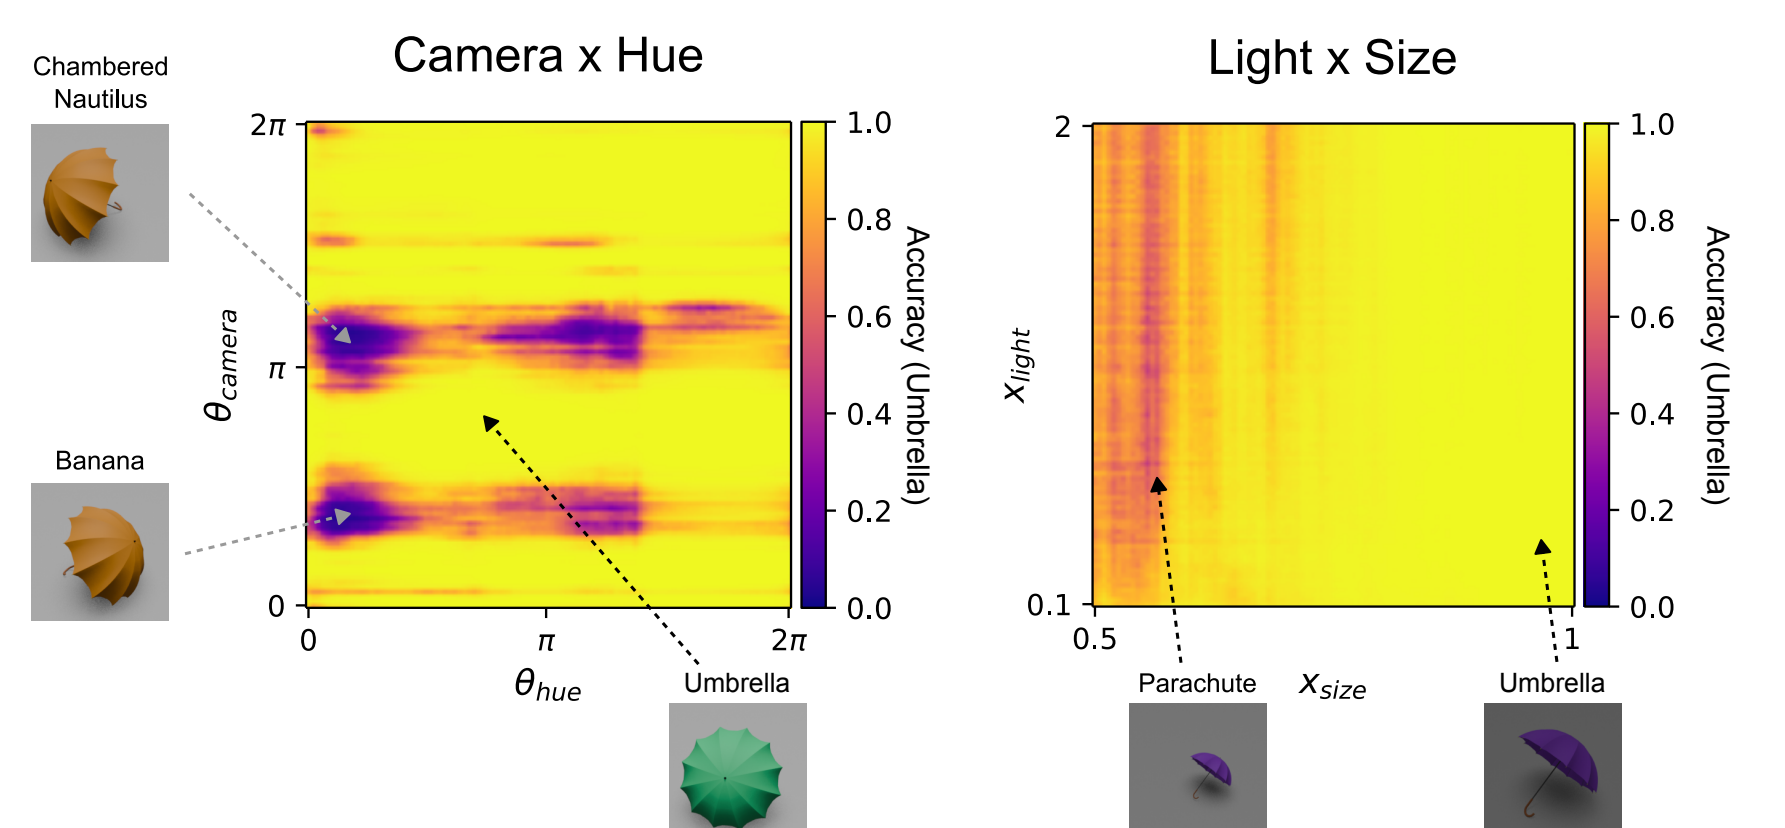 Camera x Hue
Light x Size
Chambered
Nautilus
Banana
2π
π
0
θcamera
0
π
2π
θhue
1.0
0.8
0.6
0.4
0.2
0.0
Accuracy (Umbrella)
Umbrella
2
0.1
xlight
0.5
1
xsize
1.0
0.8
0.6
0.4
0.2
0.0
Accuracy (Umbrella)
Parachute
Umbrella